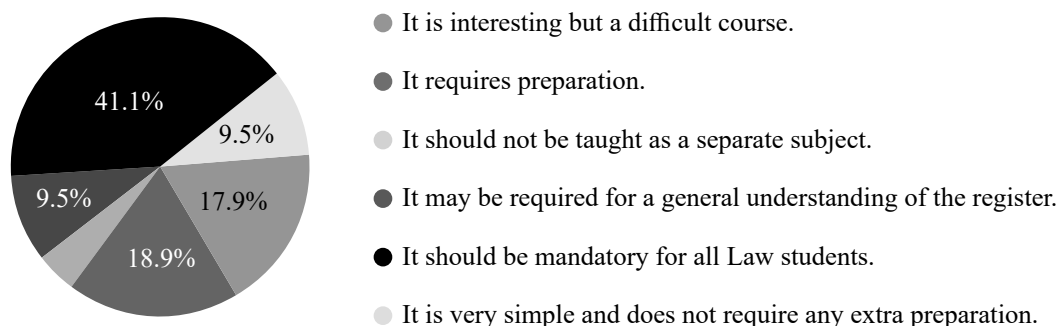 It is interesting but a difficult course.
It requires preparation.
41.1%
9.5%
It should not be taught as a separate subject.
9.5%
17.9%
It may be required for a general understanding of the register.
18.9%
It should be mandatory for all Law students.
It is very simple and does not require any extra preparation.